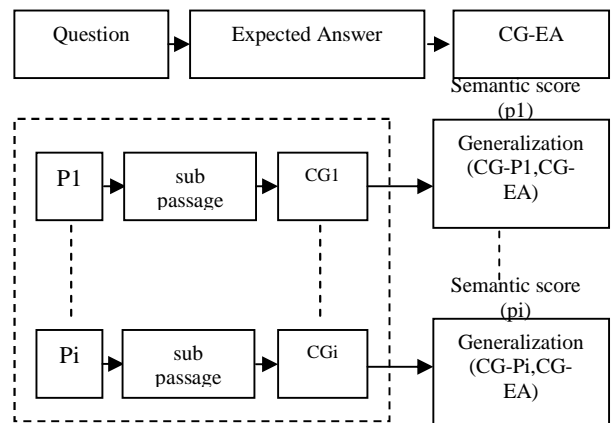 Question
Expected Answer
CG-EA
Semantic score
(p1)
P1
sub
passage
CG1
Generalization
(CG-P1,CG-
EA)
Semantic score
(pi)
Pi
sub
passage
CGi
Generalization
(CG-Pi,CG-
EA)